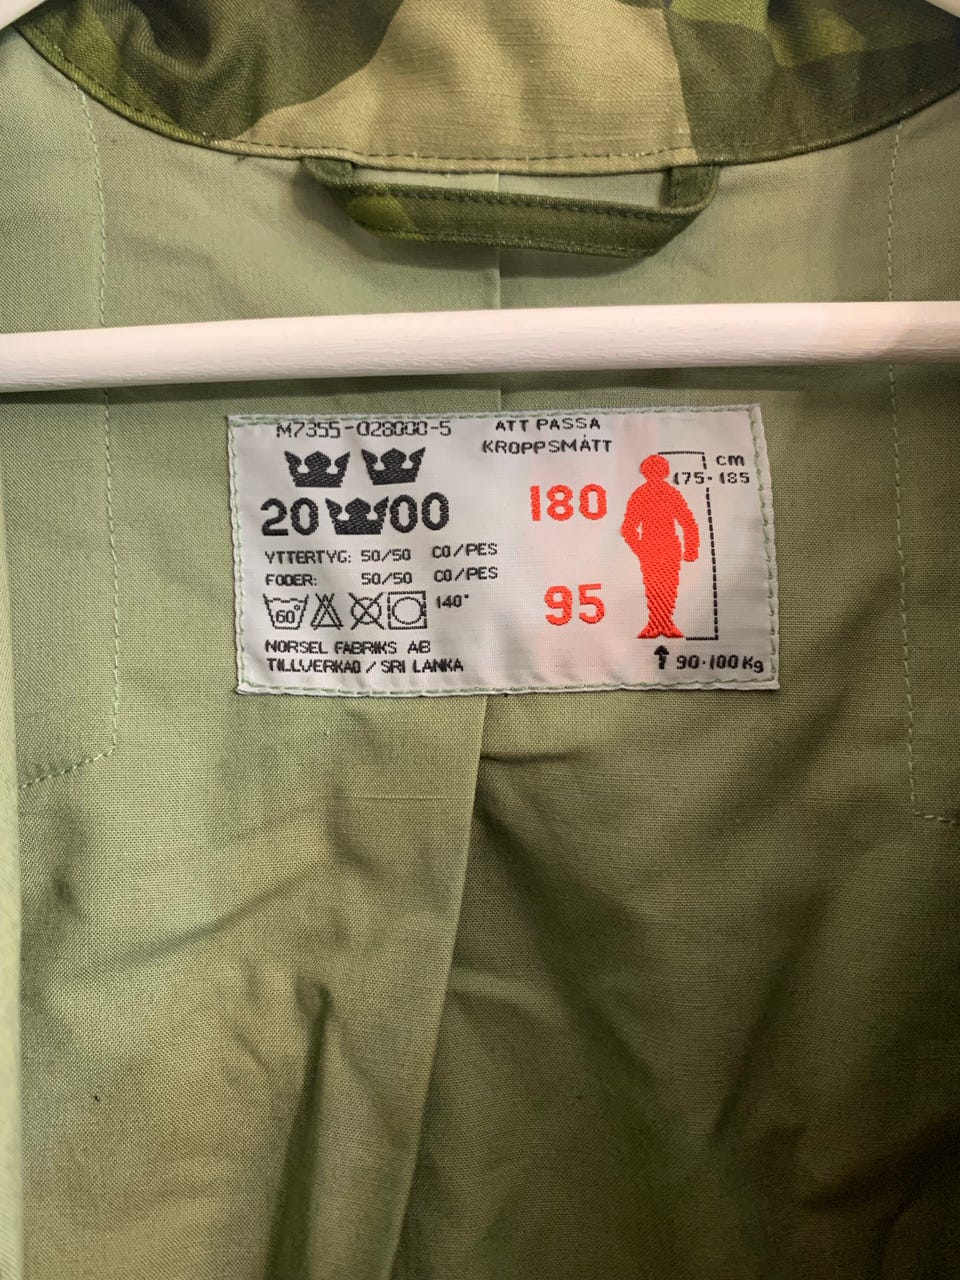 M7355-028000-5
20 00
YTTERTYG: 50/50 CO/PES
FODER: 50/50 CO/PES
60° 140°
NORSEL FABRIKS AB
TILLVERKAD / SRI LANKA
ATT PASSA
KROPPSMÅTT
180
95
cm
175-185
90-100 Kg